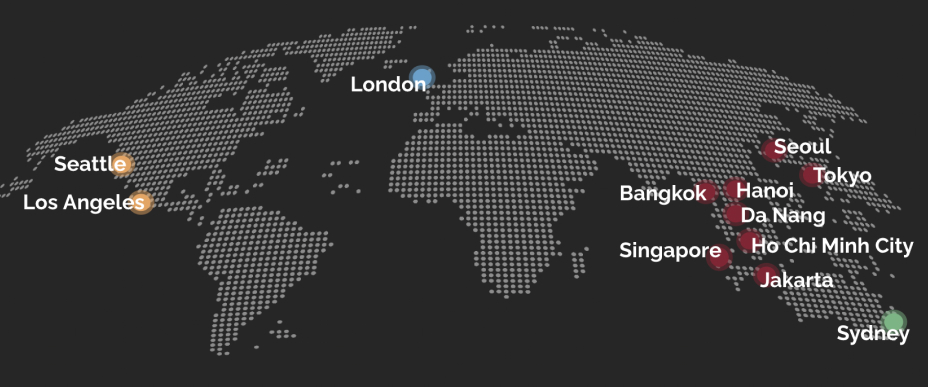 London
Seoul
Seattle
Tokyo
Bangkok
Hanoi
Los Angeles
Da Nang
Ho Chi Minh City
Singapore
Jakarta
Sydney